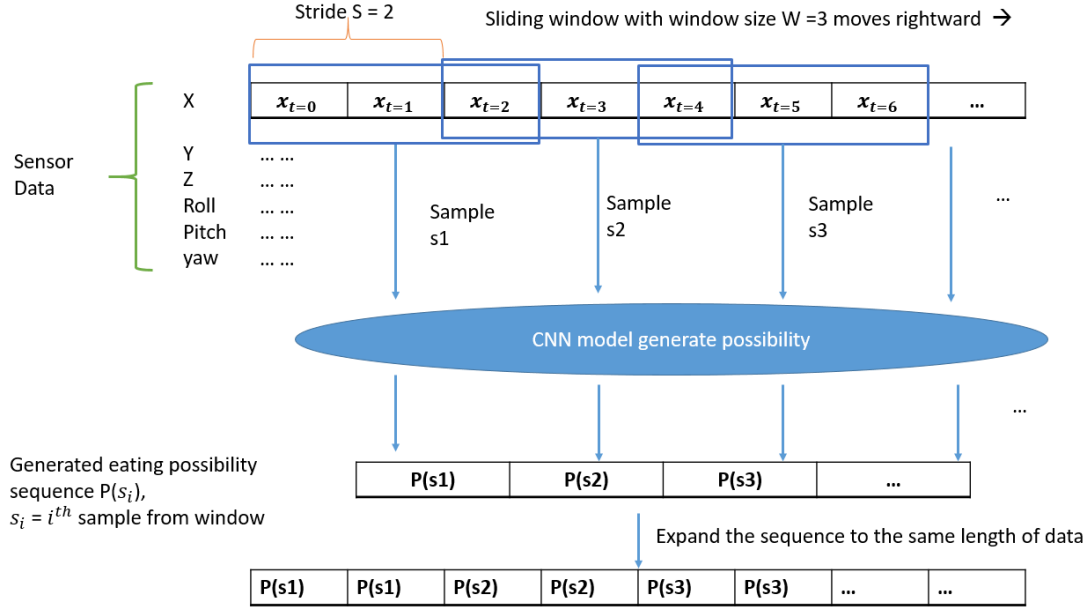 Stride S = 2
Sliding window with window size W =3 moves rightward →
Sensor
Data
X
x_{t=0} x_{t=1} x_{t=2} x_{t=3} x_{t=4} x_{t=5} x_{t=6} ...
Y ... ...
Z ... ...
Roll ... ...
Pitch ... ...
yaw ... ...
Sample
s1
Sample
s2
Sample
s3
...
CNN model generate possibility
...
Generated eating possibility
sequence P(s_i),
s_i = i^{th} sample from window
P(s1) P(s2) P(s3) ...
Expand the sequence to the same length of data
P(s1) P(s1) P(s2) P(s2) P(s3) P(s3) ... ...